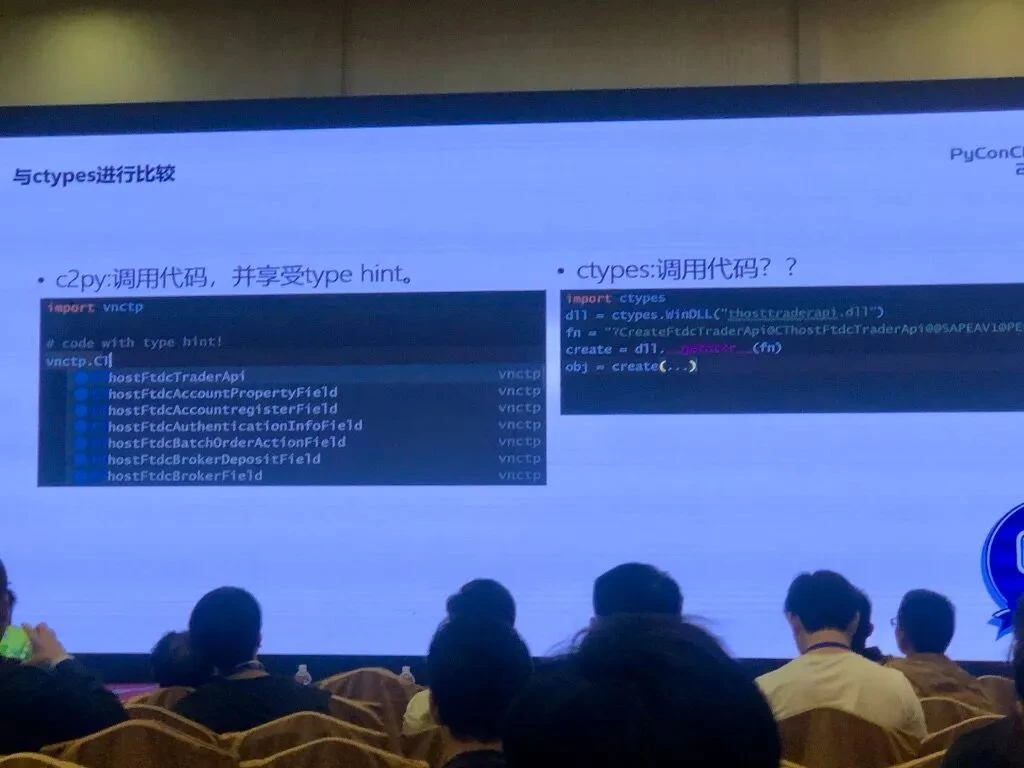 与ctypes进行比较
PyConC
• c2py:调用代码，并享受type hint。
import vnctp
# code with type hint!
vnctp.CT
hostFtdcTraderApi vnctp
hostFtdcAccountPropertyField vnctp
hostFtdcAccountregisterField vnctp
hostFtdcAuthenticationInfoField vnctp
hostFtdcBatchOrderActionField vnctp
hostFtdcBrokerDepositField vnctp
hostFtdcBrokerField vnctp
• ctypes:调用代码？？
import ctypes
dll = ctypes.WinDLL("thosttraderapi.dll")
fn = "?CreateFtdcTraderApi@CThostFtdcTraderApi@@SAPEAV1@PE
create = dll.__getattr__(fn)
obj = create(...)